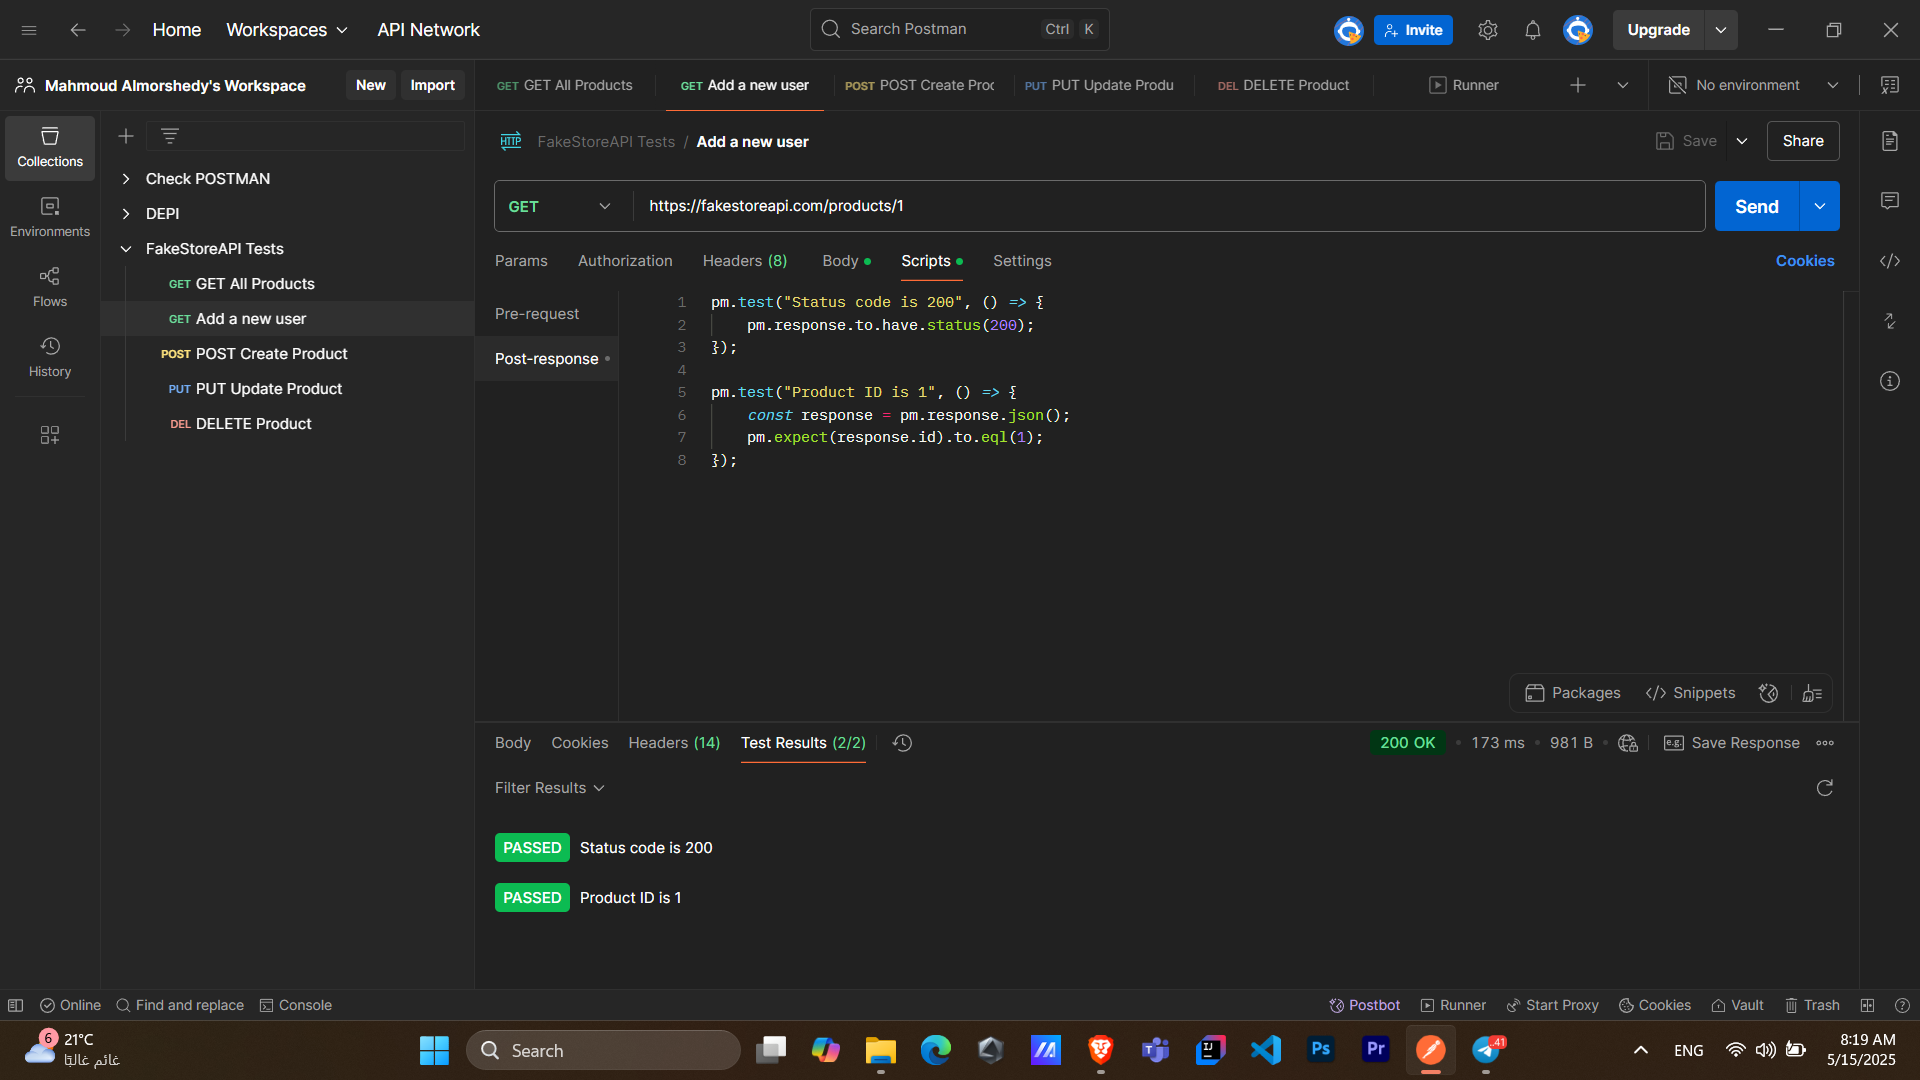 Home Workspaces API Network Search Postman Ctrl K Invite Upgrade
Mahmoud Almorshedy's Workspace New Import GET GET All Products GET Add a new user POST POST Create Proc PUT PUT Update Produ DEL DELETE Product Runner No environment
Collections
Environments
Flows
History
Check POSTMAN
DEPI
FakeStoreAPI Tests
GET GET All Products
GET Add a new user
POST POST Create Product
PUT PUT Update Product
DEL DELETE Product
HTTP FakeStoreAPI Tests / Add a new user Save Share
GET https://fakestoreapi.com/products/1 Send
Params Authorization Headers (8) Body Scripts Settings Cookies
Pre-request
Post-response
1 pm.test("Status code is 200", () => {
2 pm.response.to.have.status(200);
3 });
4
5 pm.test("Product ID is 1", () => {
6 const response = pm.response.json();
7 pm.expect(response.id).to.eql(1);
8 });
Packages Snippets
Body Cookies Headers (14) Test Results (2/2) 200 OK 173 ms 981 B e.g. Save Response
Filter Results
PASSED Status code is 200
PASSED Product ID is 1
Online Find and replace Console Postbot Runner Start Proxy Cookies Vault Trash
6 21°C
غائم غالبًا
Search
IJ Ps Pr 41
ENG
8:19 AM
5/15/2025